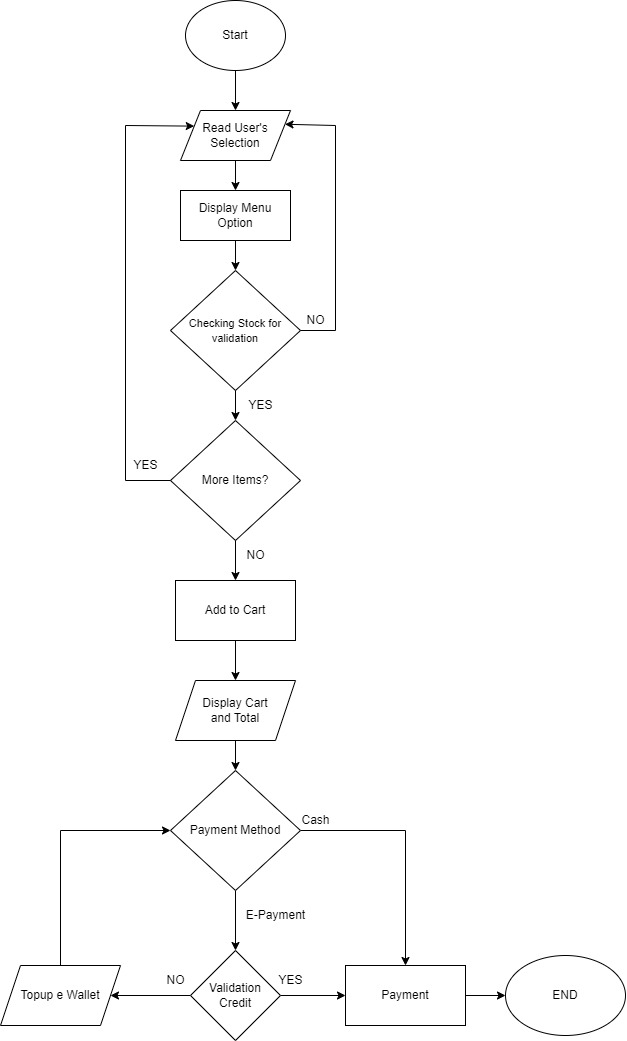 Start
Read User's
Selection
Display Menu
Option
Checking Stock for
validation
NO
YES
YES
More Items?
NO
Add to Cart
Display Cart
and Total
Payment Method
Cash
E-Payment
Topup e Wallet
NO
Validation
Credit
YES
Payment
END